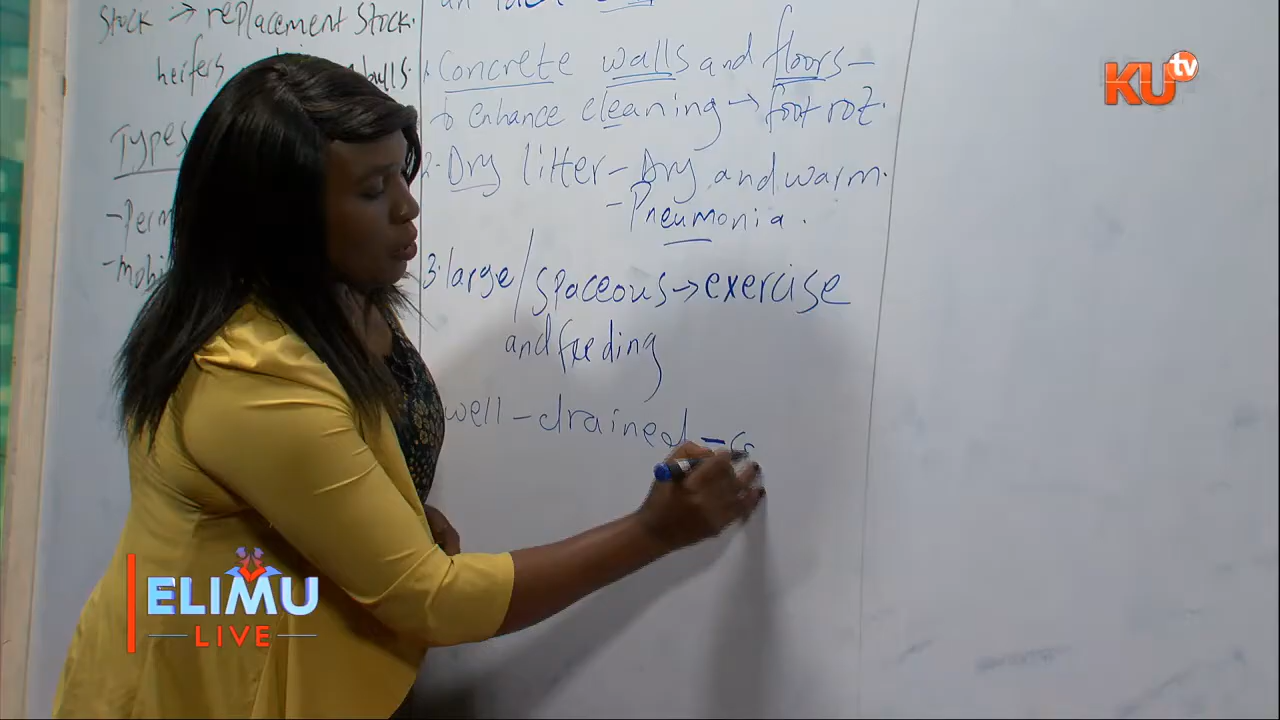 Stock → replacement Stock.
heifers bulls.
Types
-Perm
-mobi
1. Concrete walls and floors -
to enhance cleaning → foot rot.
2. Dry litter - Dry and warm.
- Pneumonia.
3. large/spaceous → exercise
and feeding
well - drained -
KU tv
ELIMU
LIVE